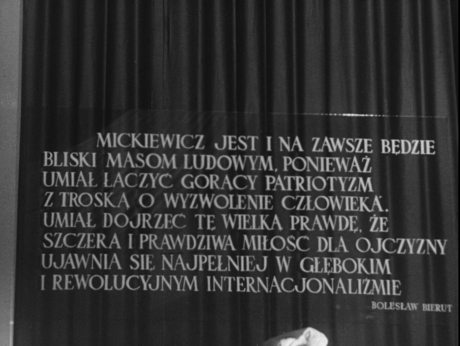 MICKIEWICZ JEST I NA ZAWSZE BĘDZIE
BLISKI MASOM LUDOWYM, PONIEWAŻ
UMIAŁ ŁĄCZYĆ GORĄCY PATRIOTYZM
Z TROSKĄ O WYZWOLENIE CZŁOWIEKA.
UMIAŁ DOJRZEĆ TĘ WIELKĄ PRAWDĘ, ŻE
SZCZERA I PRAWDZIWA MIŁOŚĆ DLA OJCZYZNY
UJAWNIA SIĘ NAJPEŁNIEJ W GŁĘBOKIM
I REWOLUCYJNYM INTERNACJONALIZMIE
BOLESŁAW BIERUT